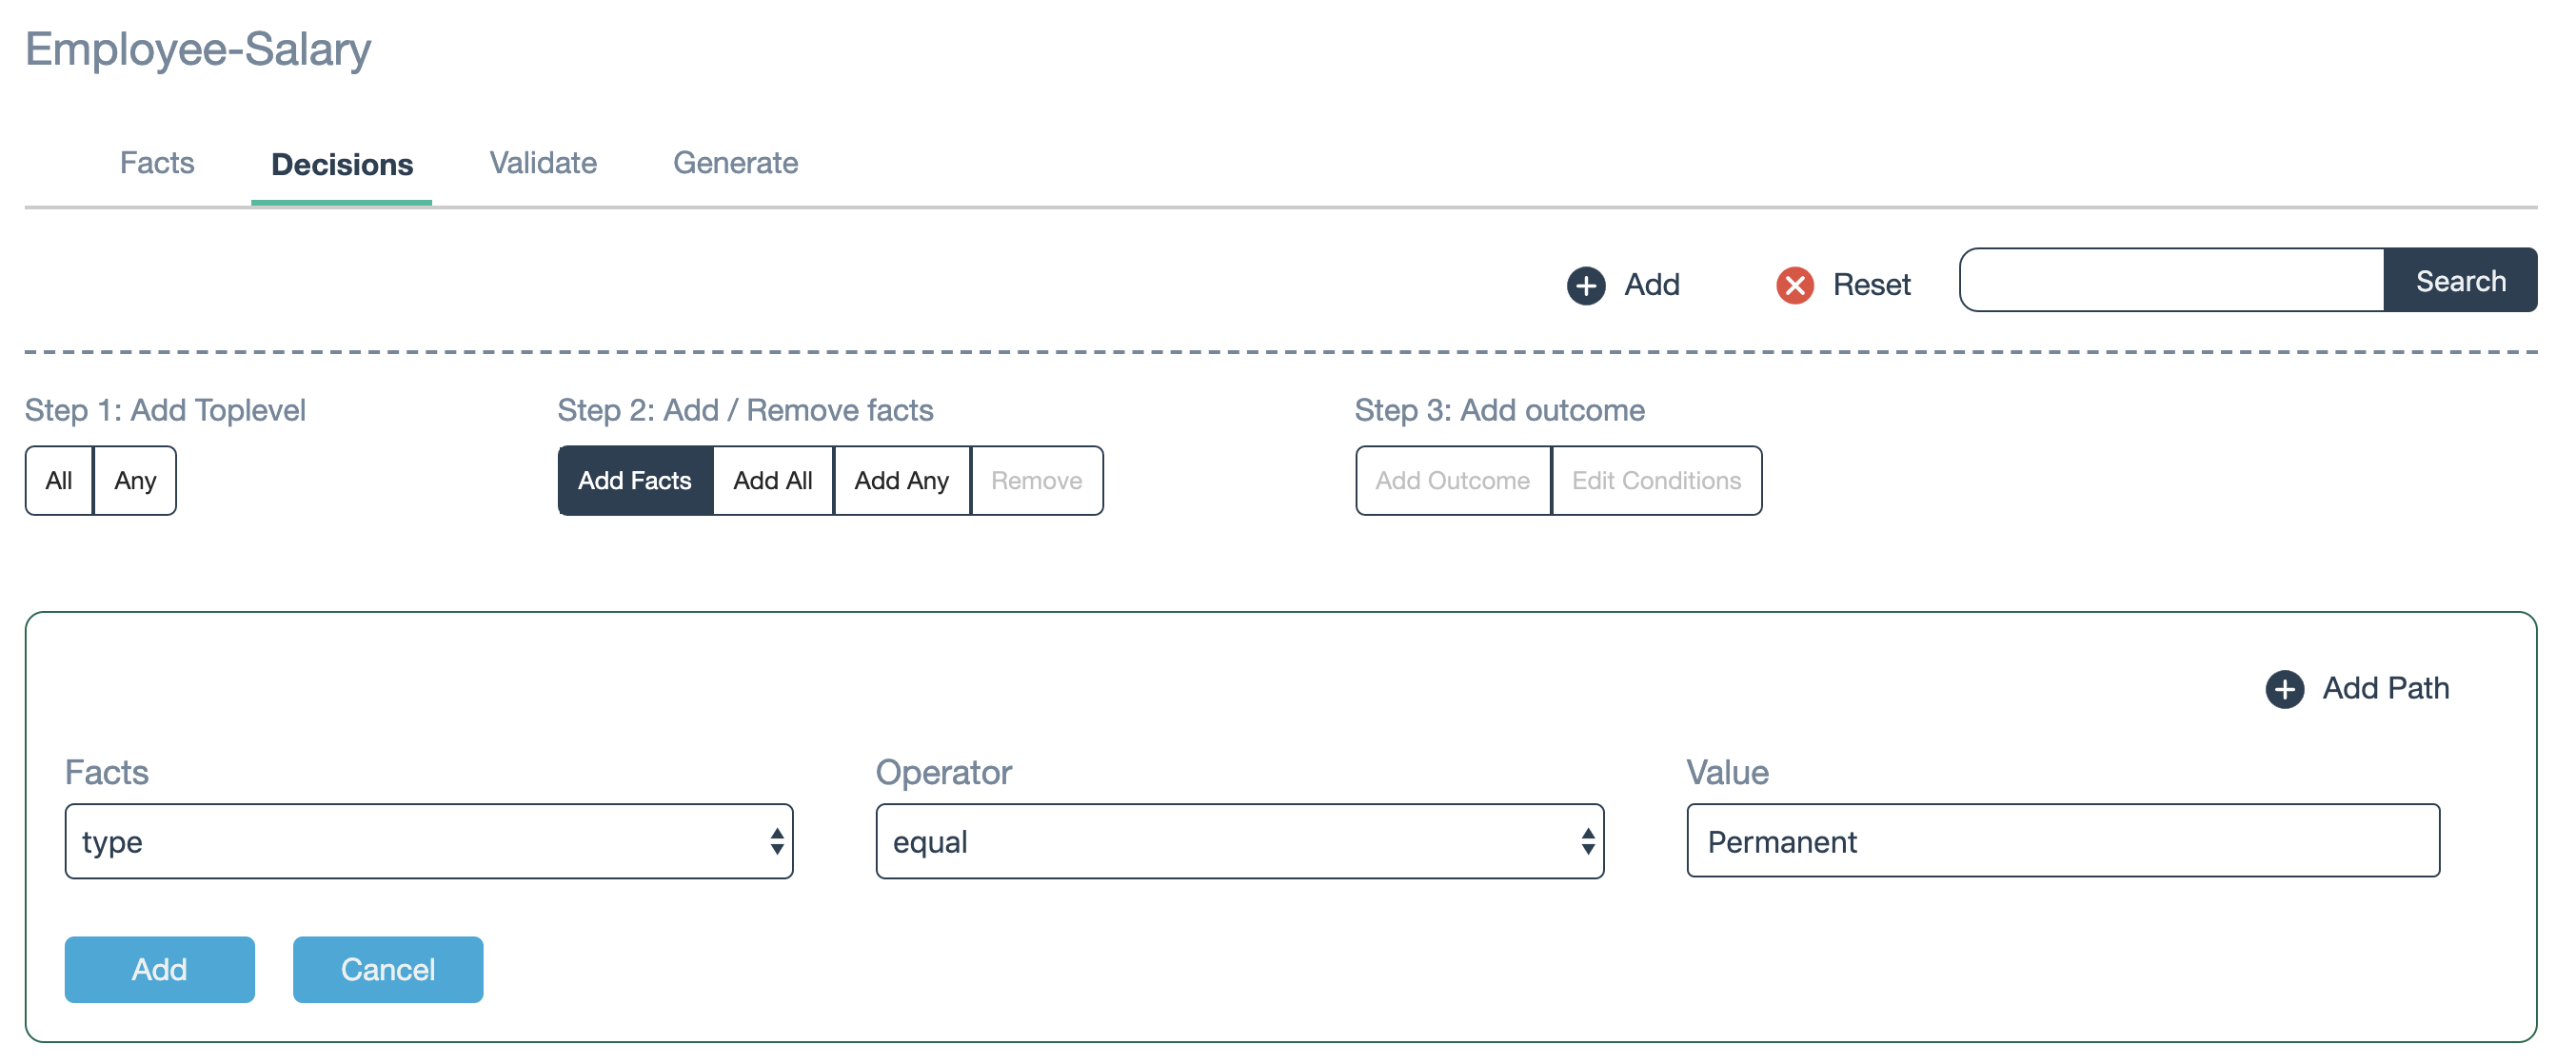 Employee-Salary
Facts Decisions Validate Generate
Add Reset Search
Step 1: Add Toplevel Step 2: Add / Remove facts Step 3: Add outcome
All Any Add Facts Add All Add Any Remove Add Outcome Edit Conditions
Add Path
Facts Operator Value
type equal Permanent
Add Cancel